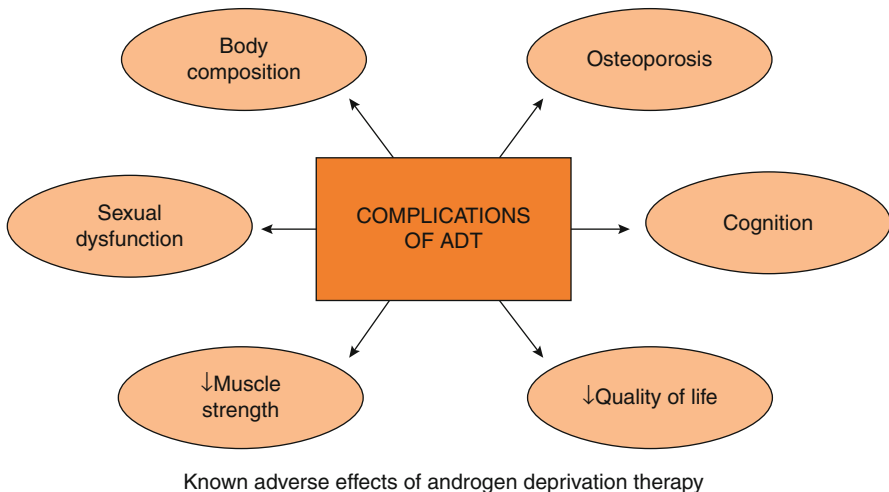 Body
composition
Osteoporosis
Sexual
dysfunction
COMPLICATIONS
OF ADT
Cognition
↓Muscle
strength
↓Quality of life
Known adverse effects of androgen deprivation therapy